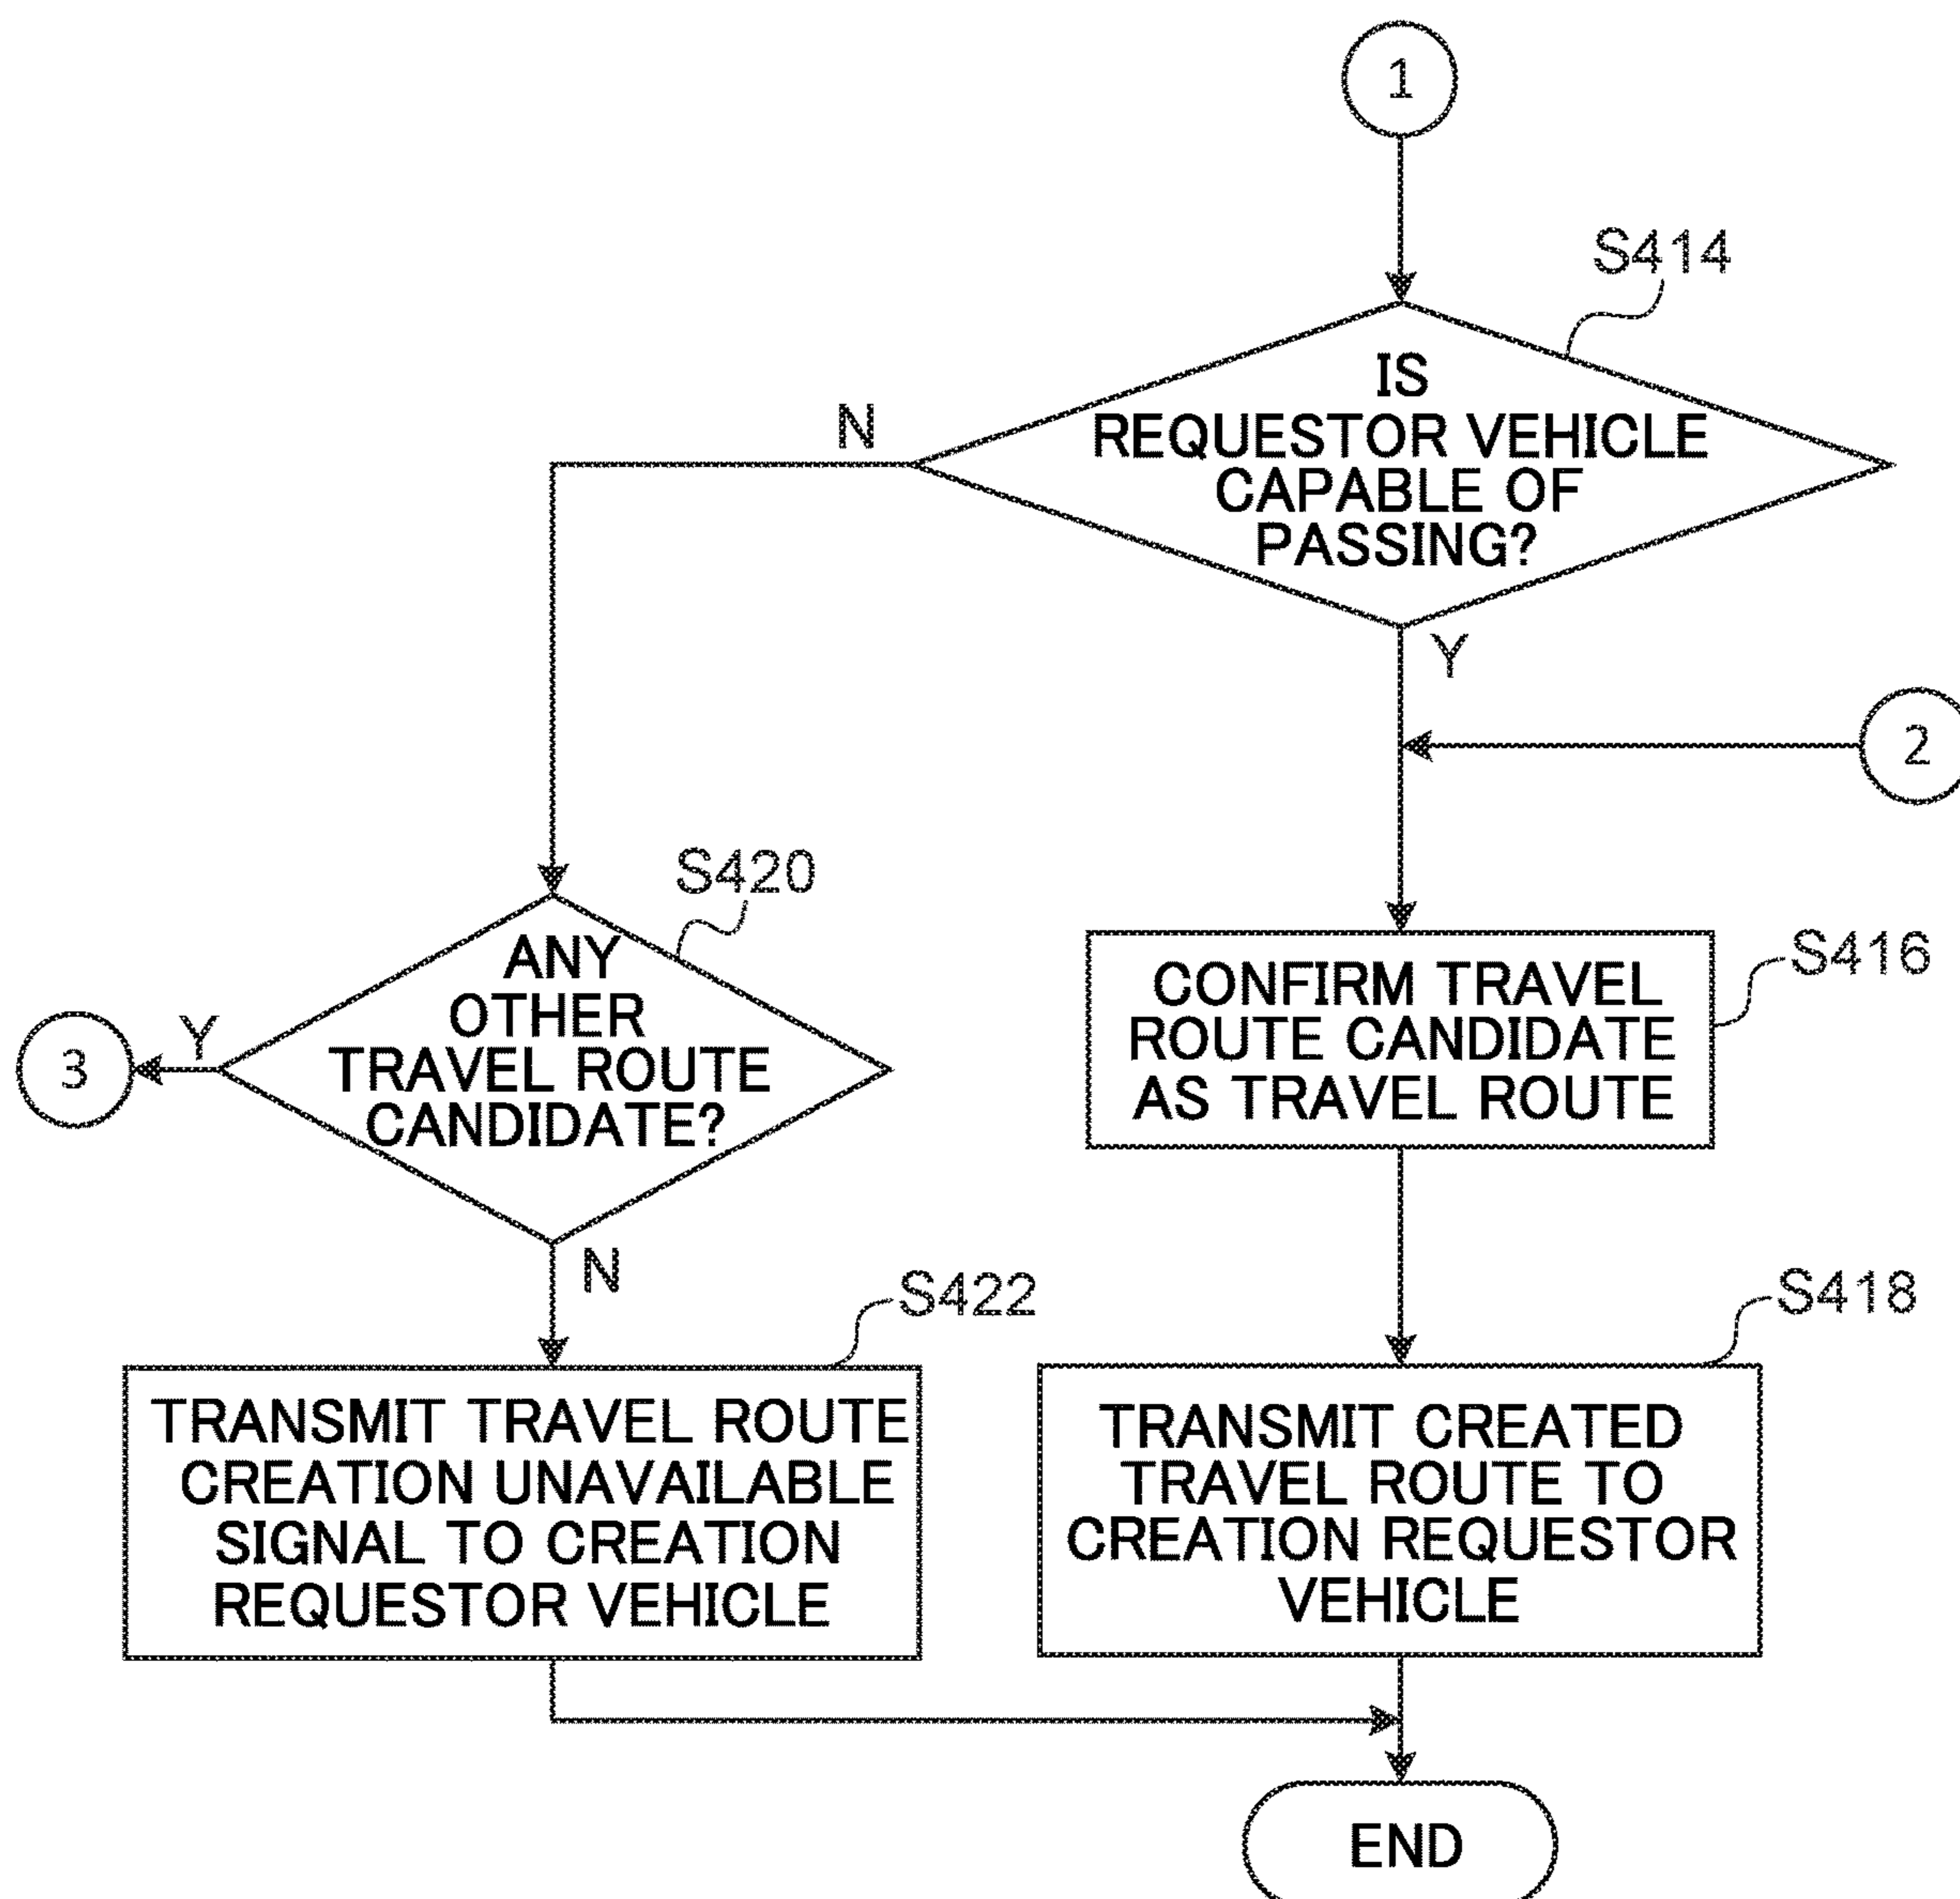 1
S414
IS
REQUESTOR VEHICLE
CAPABLE OF
PASSING?
N
Y
2
S420
ANY
OTHER
TRAVEL ROUTE
CANDIDATE?
Y
3
N
S416
CONFIRM TRAVEL
ROUTE CANDIDATE
AS TRAVEL ROUTE
S422
TRANSMIT TRAVEL ROUTE
CREATION UNAVAILABLE
SIGNAL TO CREATION
REQUESTOR VEHICLE
S418
TRANSMIT CREATED
TRAVEL ROUTE TO
CREATION REQUESTOR
VEHICLE
END